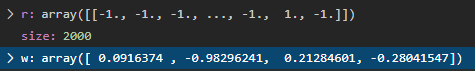 > r: array([[-1., -1., -1., ..., -1., 1., -1.]])
size: 2000
> w: array([ 0.0916374 , -0.98296241, 0.21284601, -0.28041547])